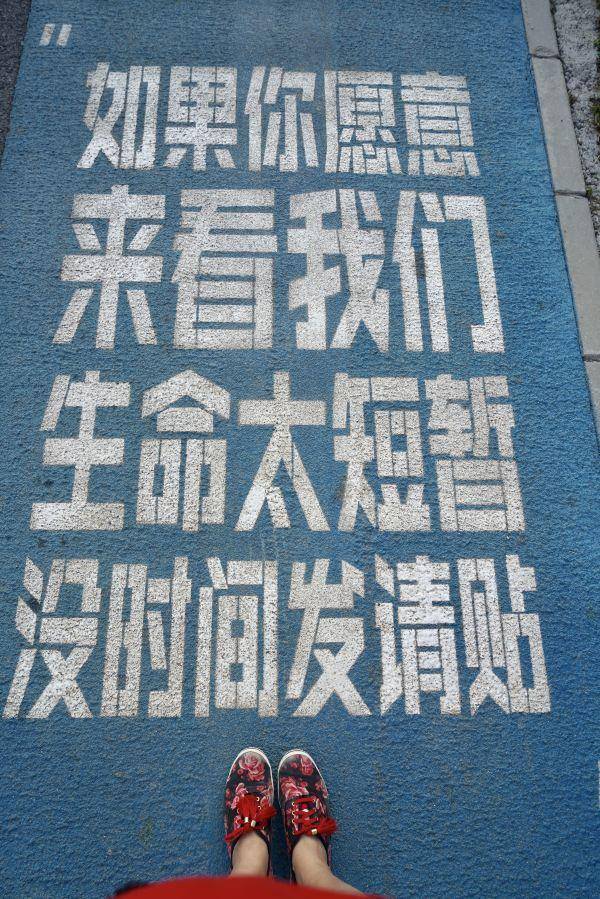 "
如果你愿意
来看我们
生命太短暂
没时间发请贴